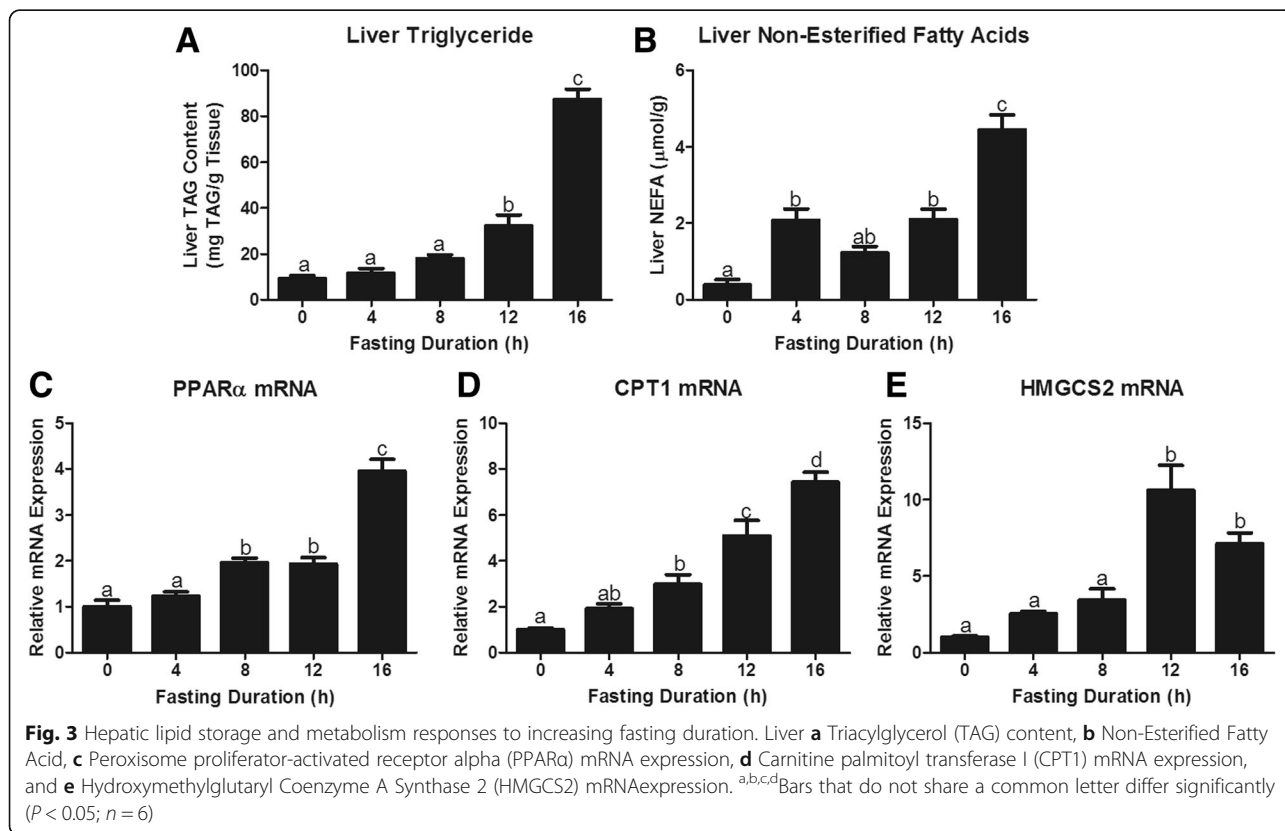 A Liver Triglyceride
Liver TAG Content
(mg TAG/g Tissue)
100
80
60
40
20
0
a
a
a
b
c
0 4 8 12 16
Fasting Duration (h)
B Liver Non-Esterified Fatty Acids
Liver NEFA (µmol/g)
6
4
2
0
a
b
ab
b
c
0 4 8 12 16
Fasting Duration (h)
C PPARα mRNA
Relative mRNA Expression
5
4
3
2
1
0
a
a
b
b
c
0 4 8 12 16
Fasting Duration (h)
D CPT1 mRNA
Relative mRNA Expression
10
8
6
4
2
0
a
ab
b
c
d
0 4 8 12 16
Fasting Duration (h)
E HMGCS2 mRNA
Relative mRNA Expression
15
10
5
0
a
a
a
b
b
0 4 8 12 16
Fasting Duration (h)
Fig. 3 Hepatic lipid storage and metabolism responses to increasing fasting duration. Liver a Triacylglycerol (TAG) content, b Non-Esterified Fatty
Acid, c Peroxisome proliferator-activated receptor alpha (PPARα) mRNA expression, d Carnitine palmitoyl transferase I (CPT1) mRNA expression,
and e Hydroxymethylglutaryl Coenzyme A Synthase 2 (HMGCS2) mRNAexpression. a,b,c,dBars that do not share a common letter differ significantly
(P < 0.05; n = 6)